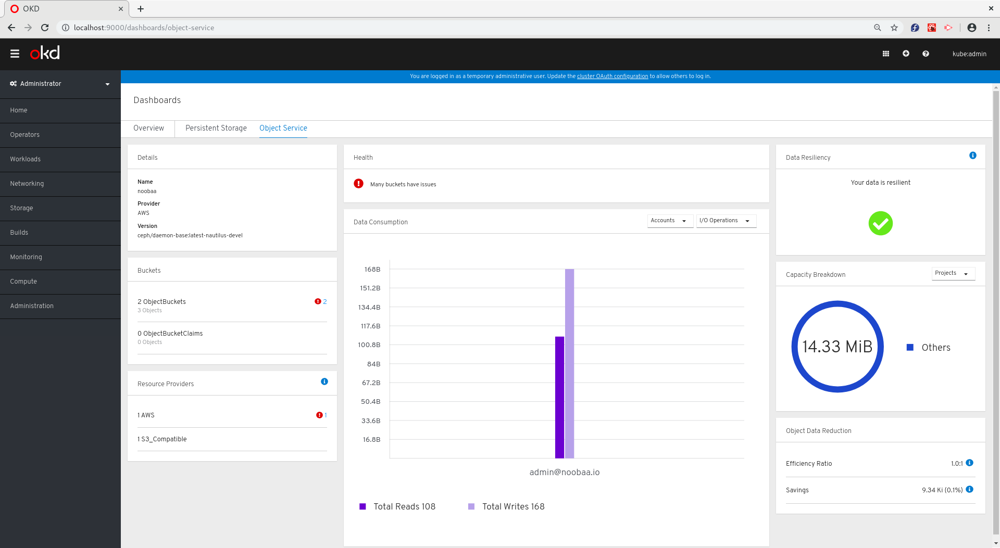 OKD
localhost:9000/dashboards/object-service
okd
kube:admin
Administrator
Home
Operators
Workloads
Networking
Storage
Builds
Monitoring
Compute
Administration
You are logged in as a temporary administrative user. Update the cluster OAuth configuration to allow others to log in.
Dashboards
Overview
Persistent Storage
Object Service
Details
Name
noobaa
Provider
AWS
Version
ceph/daemon-base:latest-nautilus-devel
Buckets
2 ObjectBuckets
2
3 Objects
0 ObjectBucketClaims
0 Objects
Resource Providers
1 AWS
1
1 S3_Compatible
Health
Many buckets have issues
Data Consumption
Accounts
I/O Operations
168B
151.2B
134.4B
117.6B
100.8B
84B
67.2B
50.4B
33.6B
16.8B
admin@noobaa.io
Total Reads 108
Total Writes 168
Data Resiliency
Your data is resilient
Capacity Breakdown
Projects
14.33 MiB
Others
Object Data Reduction
Efficiency Ratio
1.0:1
Savings
9.34 Ki (0.1%)